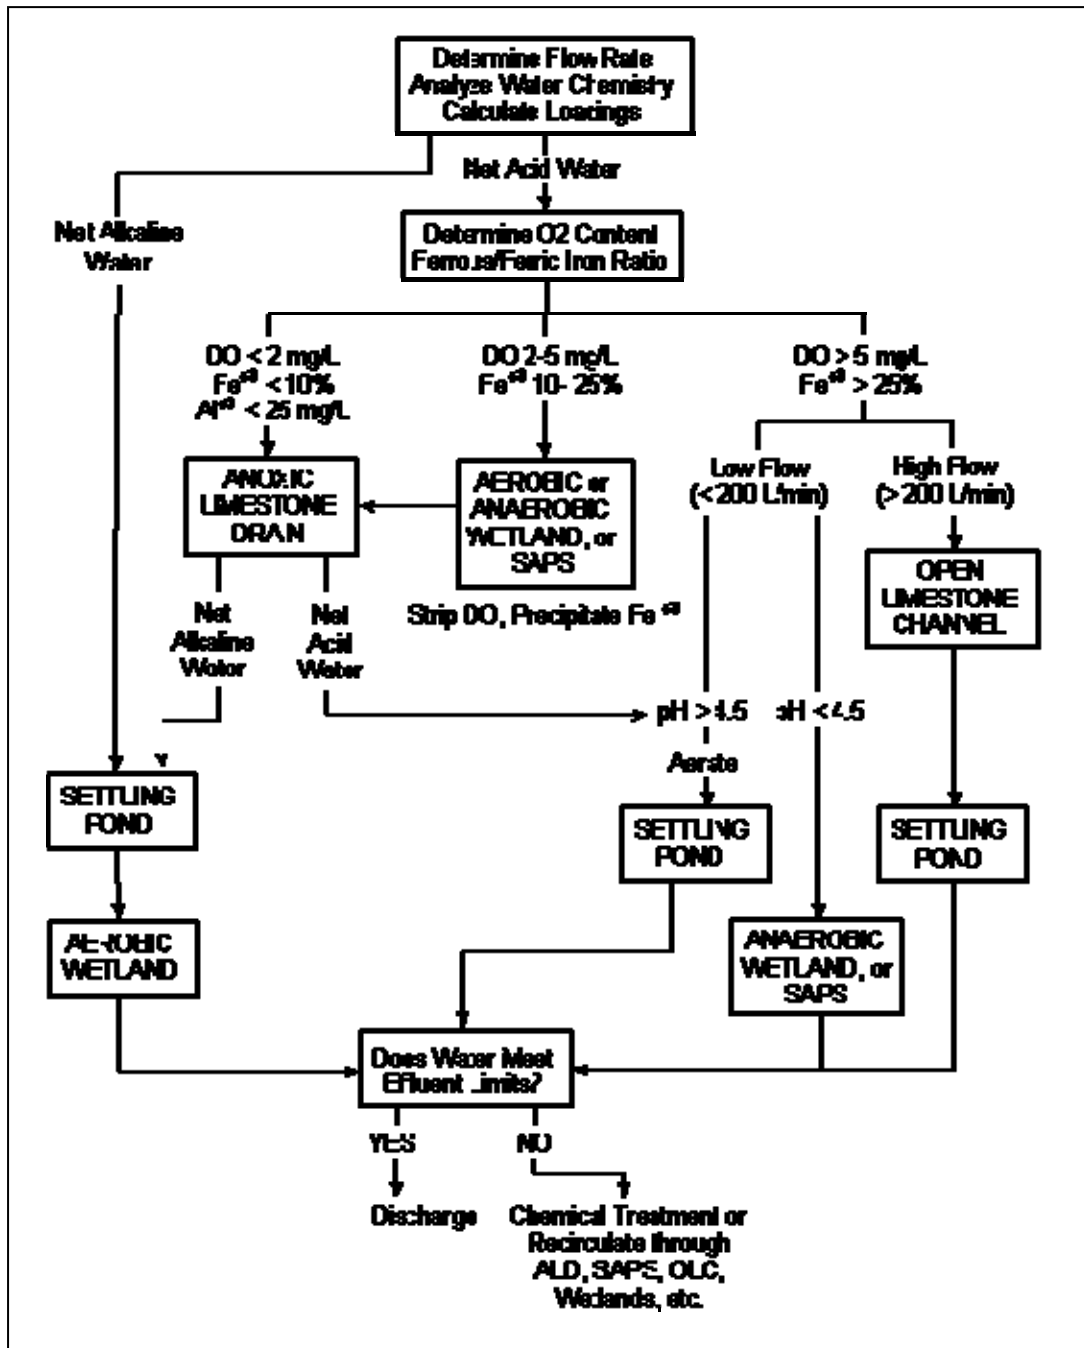 Determine Flow Rate
Analyze Water Chemistry
Calculate Loadings
Net Acid Water
Net Alkaline
Water
Determine O2 Content
Ferrous/Ferric Iron Ratio
DO < 2 mg/L
Fe+3 < 10%
Al+3 < 25 mg/L
DO 2-5 mg/L
Fe+3 10- 25%
DO > 5 mg/L
Fe+3 > 25%
Low Flow
(< 200 L/min)
High Flow
(> 200 L/min)
ANOXIC
LIMESTONE
DRAIN
AEROBIC or
ANAEROBIC
WETLAND, or
SAPS
Strip DO, Precipitate Fe+3
OPEN
LIMESTONE
CHANNEL
Net
Alkaline
Water
Net
Acid
Water
pH > 4.5
pH < 4.5
Aerate
SETTLING
POND
SETTLING
POND
SETTLING
POND
AEROBIC
WETLAND
ANAEROBIC
WETLAND, or
SAPS
Does Water Meet
Effluent Limits?
YES
NO
Discharge
Chemical Treatment or
Recirculate through
ALD, SAPS, OLC,
Wetlands, etc.